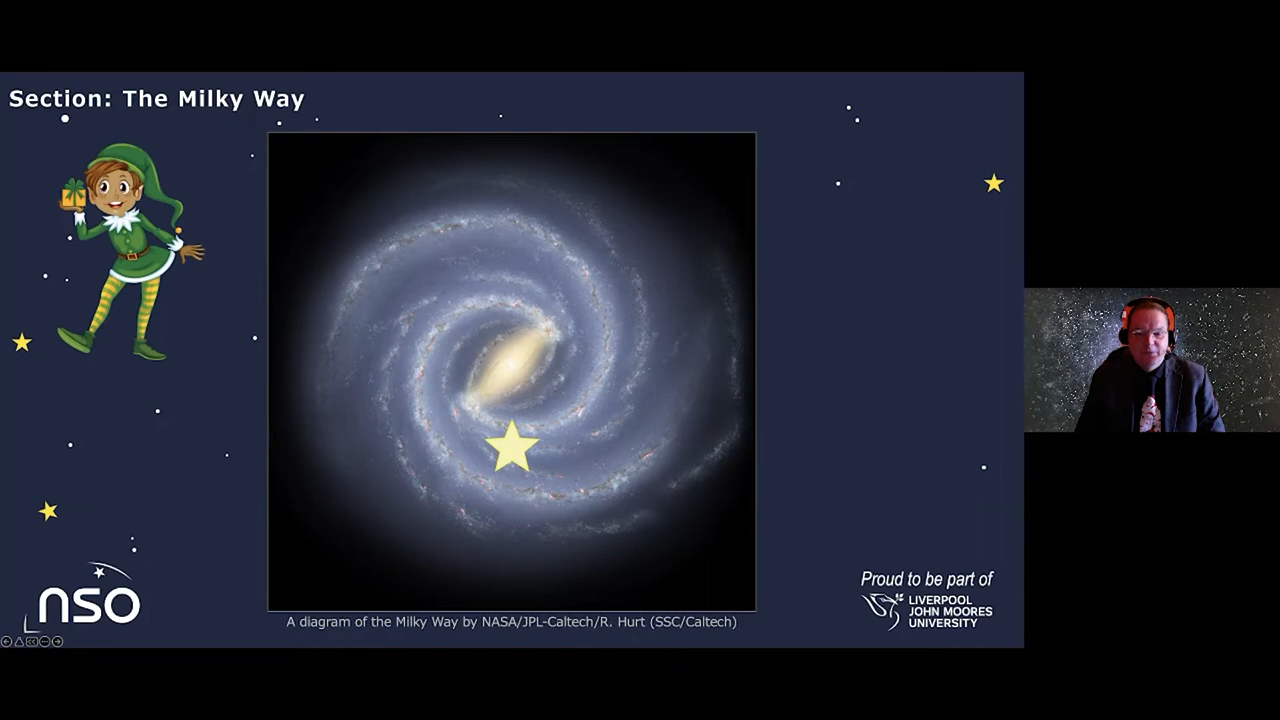 Section: The Milky Way
nso
A diagram of the Milky Way by NASA/JPL-Caltech/R. Hurt (SSC/Caltech)
Proud to be part of
LIVERPOOL
JOHN MOORES
UNIVERSITY